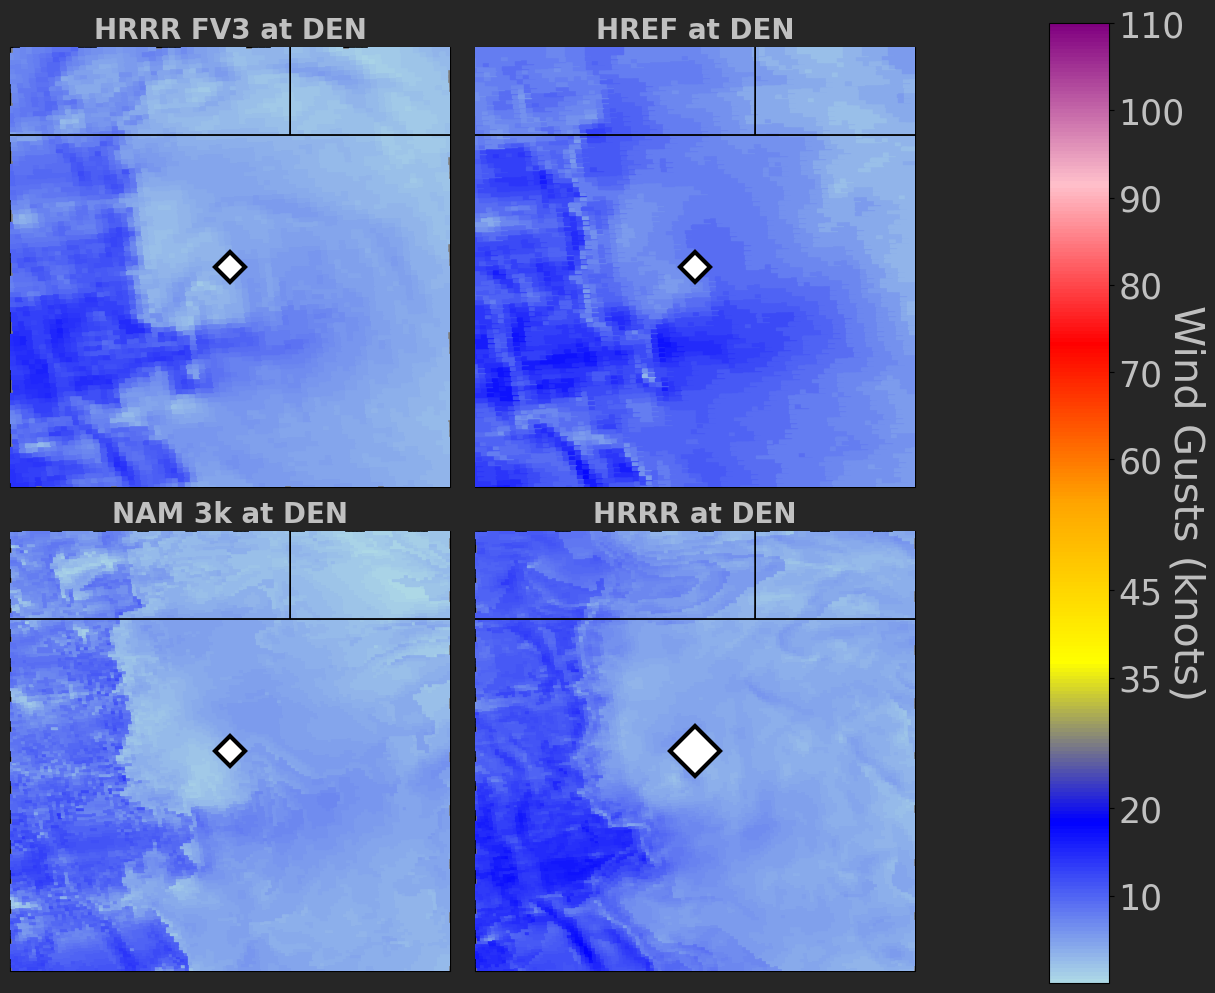 HRRR FV3 at DEN
HREF at DEN
NAM 3k at DEN
HRRR at DEN
110
100
90
80
70
60
45
35
20
10
Wind Gusts (knots)